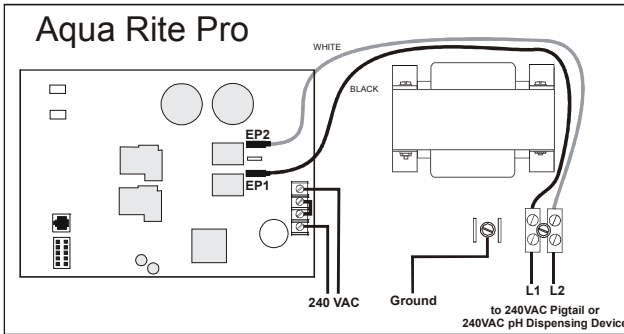 Aqua Rite Pro
WHITE
BLACK
EP2
EP1
240 VAC
Ground
L1 L2
to 240VAC Pigtail or
240VAC pH Dispensing Device